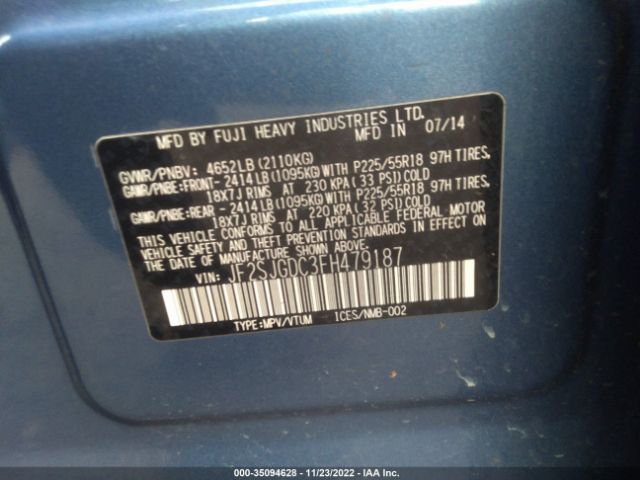 MFD BY FUJI HEAVY INDUSTRIES LTD.
MADE IN 07/14
GVWR/PNBV: 4652LB(2110KG)
GAWR/PNBE:FRONT- 2414LB(1095KG)WITH P225/55R18 97H TIRES.
18X7J RIMS AT 230 KPA(33 PSI)COLD
GAWR/PNBE:REAR - 2414LB(1095KG)WITH P225/55R18 97H TIRES.
18X7J RIMS AT 220 KPA(32 PSI)COLD
THIS VEHICLE CONFORMS TO ALL APPLICABLE FEDERAL MOTOR
VEHICLE SAFETY AND THEFT PREVENTION STANDARDS IN EFFECT ON
THE DATE OF MANUFACTURE SHOWN ABOVE.
VIN: JF2SJGDC3FH479187
TYPE:MPV/VTUM ICES/NMB-002
000-35094628 - 11/23/2022 - IAA Inc.